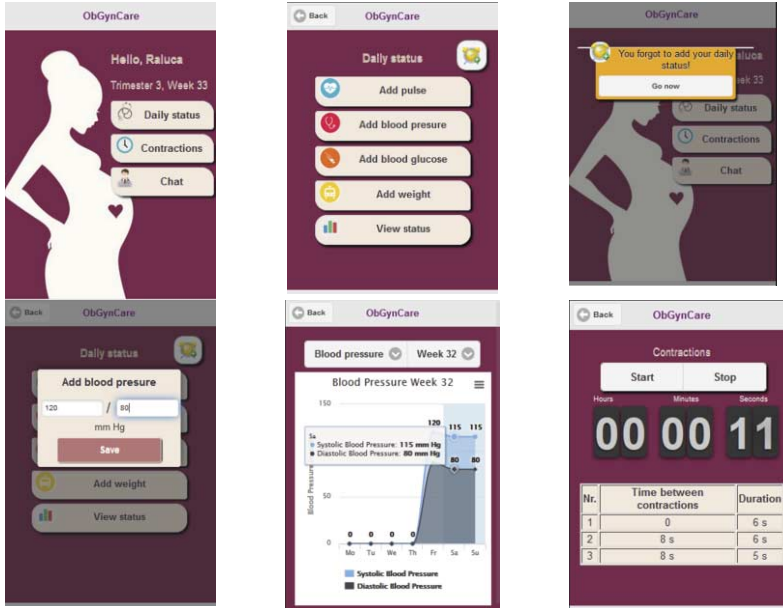 ObGynCare
Hello, Raluca
Trimester 3, Week 33
Daily status
Contractions
Chat
Back
ObGynCare
Daily status
Add pulse
Add blood presure
Add blood glucose
Add weight
View status
ObGynCare
You forgot to add your daily
status!
Go now
aluca
ek 33
Daily status
Contractions
Chat
Back
ObGynCare
Daily status
Add blood presure
120 / 80
mm Hg
Save
Add weight
View status
Back
ObGynCare
Blood pressure
Week 32
Blood Pressure Week 32
150
120 115 115
Sa
Systolic Blood Pressure: 115 mm Hg
Diastolic Blood Pressure: 80 mm Hg
80 80
Blood Pressure
50
0 0 0 0
0
Mo Tu We Th Fr Sa Su
Systolic Blood Pressure
Diastolic Blood Pressure
Back
ObGynCare
Contractions
Start Stop
Hours Minutes Seconds
00 00 11
Nr. Time between contractions Duration
1 0 6 s
2 8 s 6 s
3 8 s 5 s